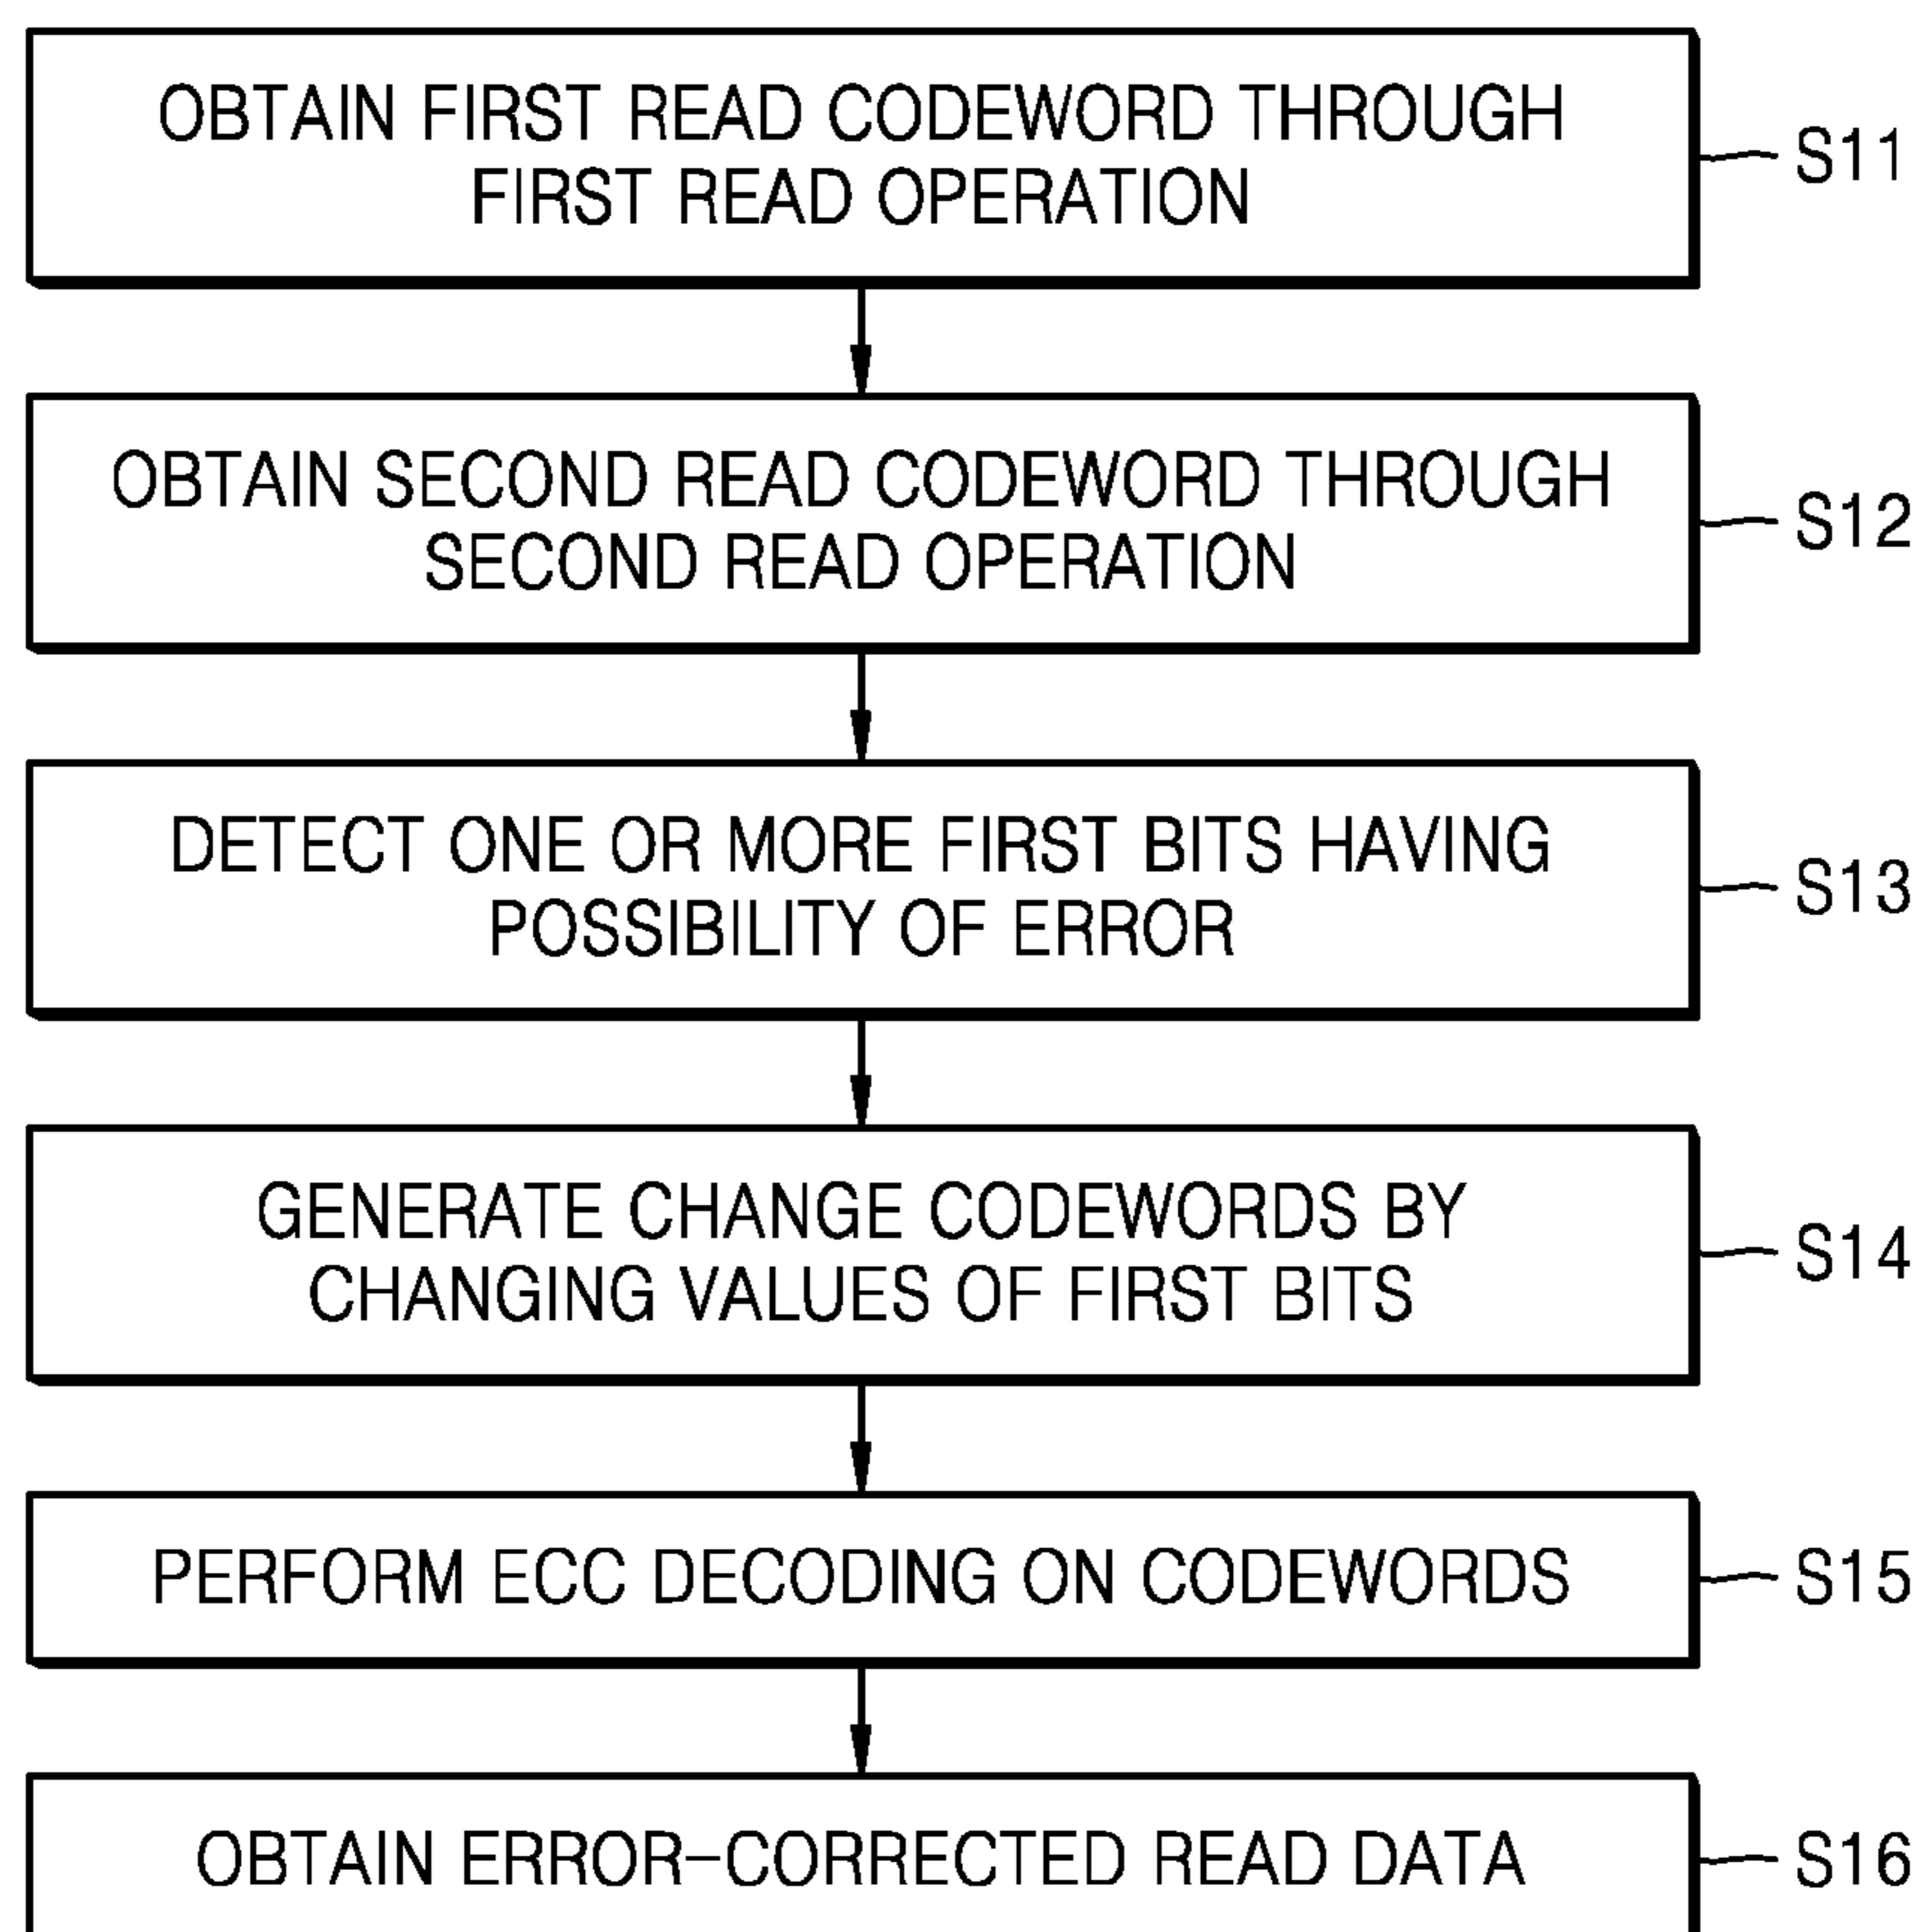 OBTAIN FIRST READ CODEWORD THROUGH
FIRST READ OPERATION
S11
OBTAIN SECOND READ CODEWORD THROUGH
SECOND READ OPERATION
S12
DETECT ONE OR MORE FIRST BITS HAVING
POSSIBILITY OF ERROR
S13
GENERATE CHANGE CODEWORDS BY
CHANGING VALUES OF FIRST BITS
S14
PERFORM ECC DECODING ON CODEWORDS
S15
OBTAIN ERROR-CORRECTED READ DATA
S16